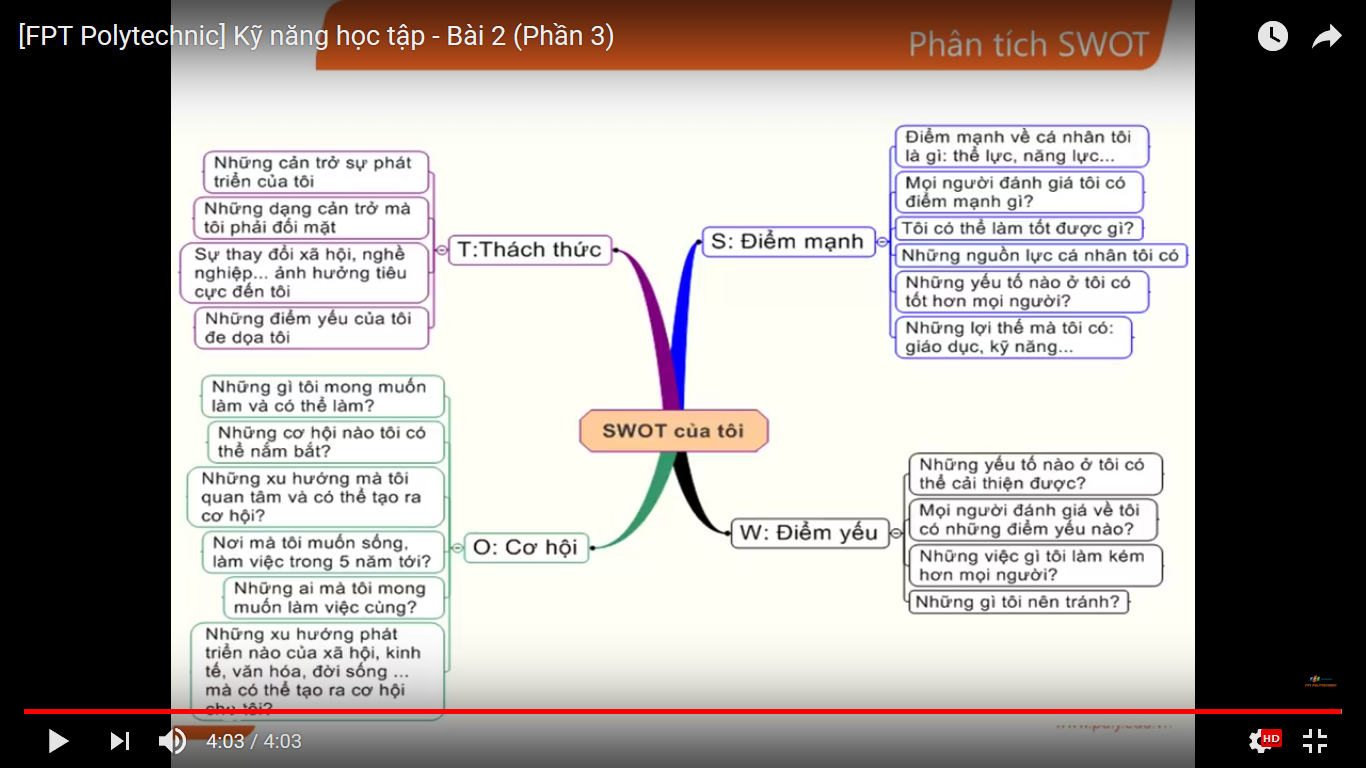 [FPT Polytechnic] Kỹ năng học tập - Bài 2 (Phần 3)
Phân tích SWOT
Những cản trở sự phát
triển của tôi
Những dạng cản trở mà
tôi phải đối mặt
Sự thay đổi xã hội, nghề
nghiệp... ảnh hưởng tiêu
cực đến tôi
Những điểm yếu của tôi
đe dọa tôi
T:Thách thức
S: Điểm mạnh
Điểm mạnh về cá nhân tôi
là gì: thể lực, năng lực...
Mọi người đánh giá tôi có
điểm mạnh gì?
Tôi có thể làm tốt được gì?
Những nguồn lực cá nhân tôi có
Những yếu tố nào ở tôi có
tốt hơn mọi người?
Những lợi thế mà tôi có:
giáo dục, kỹ năng...
SWOT của tôi
Những gì tôi mong muốn
làm và có thể làm?
Những cơ hội nào tôi có
thể nắm bắt?
Những xu hướng mà tôi
quan tâm và có thể tạo ra
cơ hội?
Nơi mà tôi muốn sống,
làm việc trong 5 năm tới?
Những ai mà tôi mong
muốn làm việc cùng?
Những xu hướng phát
triển nào của xã hội, kinh
tế, văn hóa, đời sống ...
mà có thể tạo ra cơ hội
cho tôi?
O: Cơ hội
W: Điểm yếu
Những yếu tố nào ở tôi có
thể cải thiện được?
Mọi người đánh giá về tôi
có những điểm yếu nào?
Những việc gì tôi làm kém
hơn mọi người?
Những gì tôi nên tránh?
FPT POLYTECHNIC
www.poly.edu.vn
4:03 / 4:03
HD